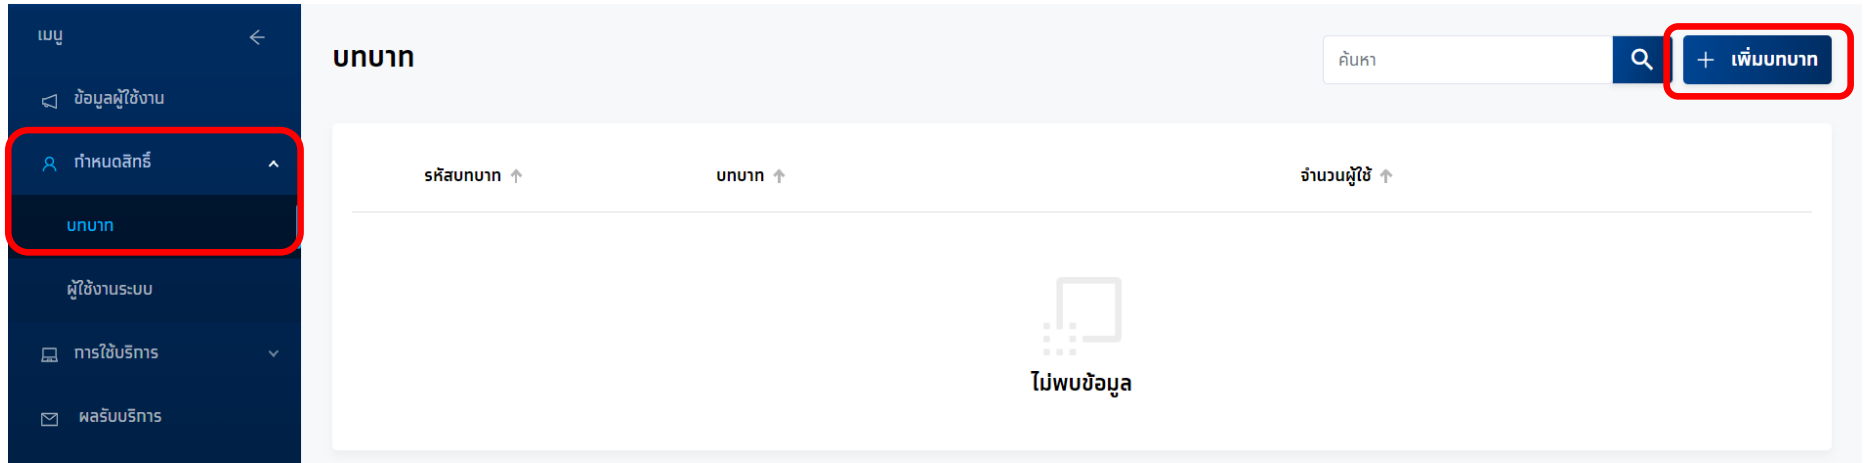 เมนู
ข้อมูลผู้ใช้งาน
กำหนดสิทธิ์
บทบาท
ผู้ใช้งานระบบ
การใช้บริการ
ผลรับบริการ
บทบาท
ค้นหา
เพิ่มบทบาท
รหัสบทบาท บทบาท จำนวนผู้ใช้
ไม่พบข้อมูล